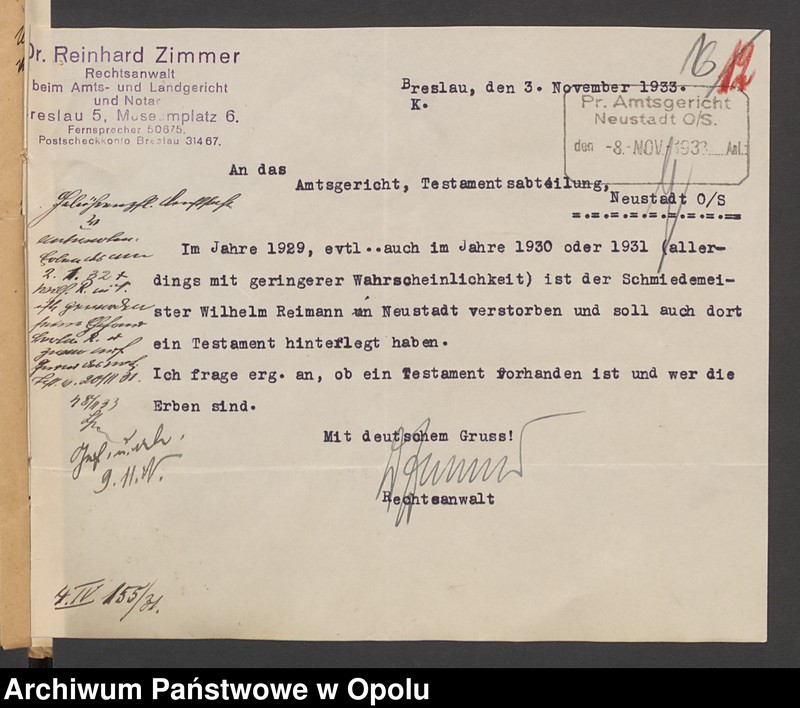 Dr. Reinhard Zimmer
Rechtsanwalt
beim Amts- und Landgericht
und Notar
Breslau 5, Museumplatz 6.
Fernsprecher 50675.
Postscheckkonto Breslau 31467.
16
12
Breslau, den 3. November 1933.
K.
Pr. Amtsgericht
Neustadt O/S.
den -8.-NOV.-1933 Anl.:
An das
Amtsgericht, Testamentsabteilung,
Neustadt O/S
=.=.=.=.=.=.=.=.==
Im Jahre 1929, evtl..auch im Jahre 1930 oder 1931 (aller-
dings mit geringerer Wahrscheinlichkeit) ist der Schmiedemei-
ster Wilhelm Reimann in Neustadt verstorben und soll auch dort
ein Testament hinterlegt haben.
Ich frage erg. an, ob ein Testament vorhanden ist und wer die
Erben sind.
Mit deutschem Gruss!
Rechtsanwalt
9.11.
4.IV 155/31.
Archiwum Państwowe w Opolu